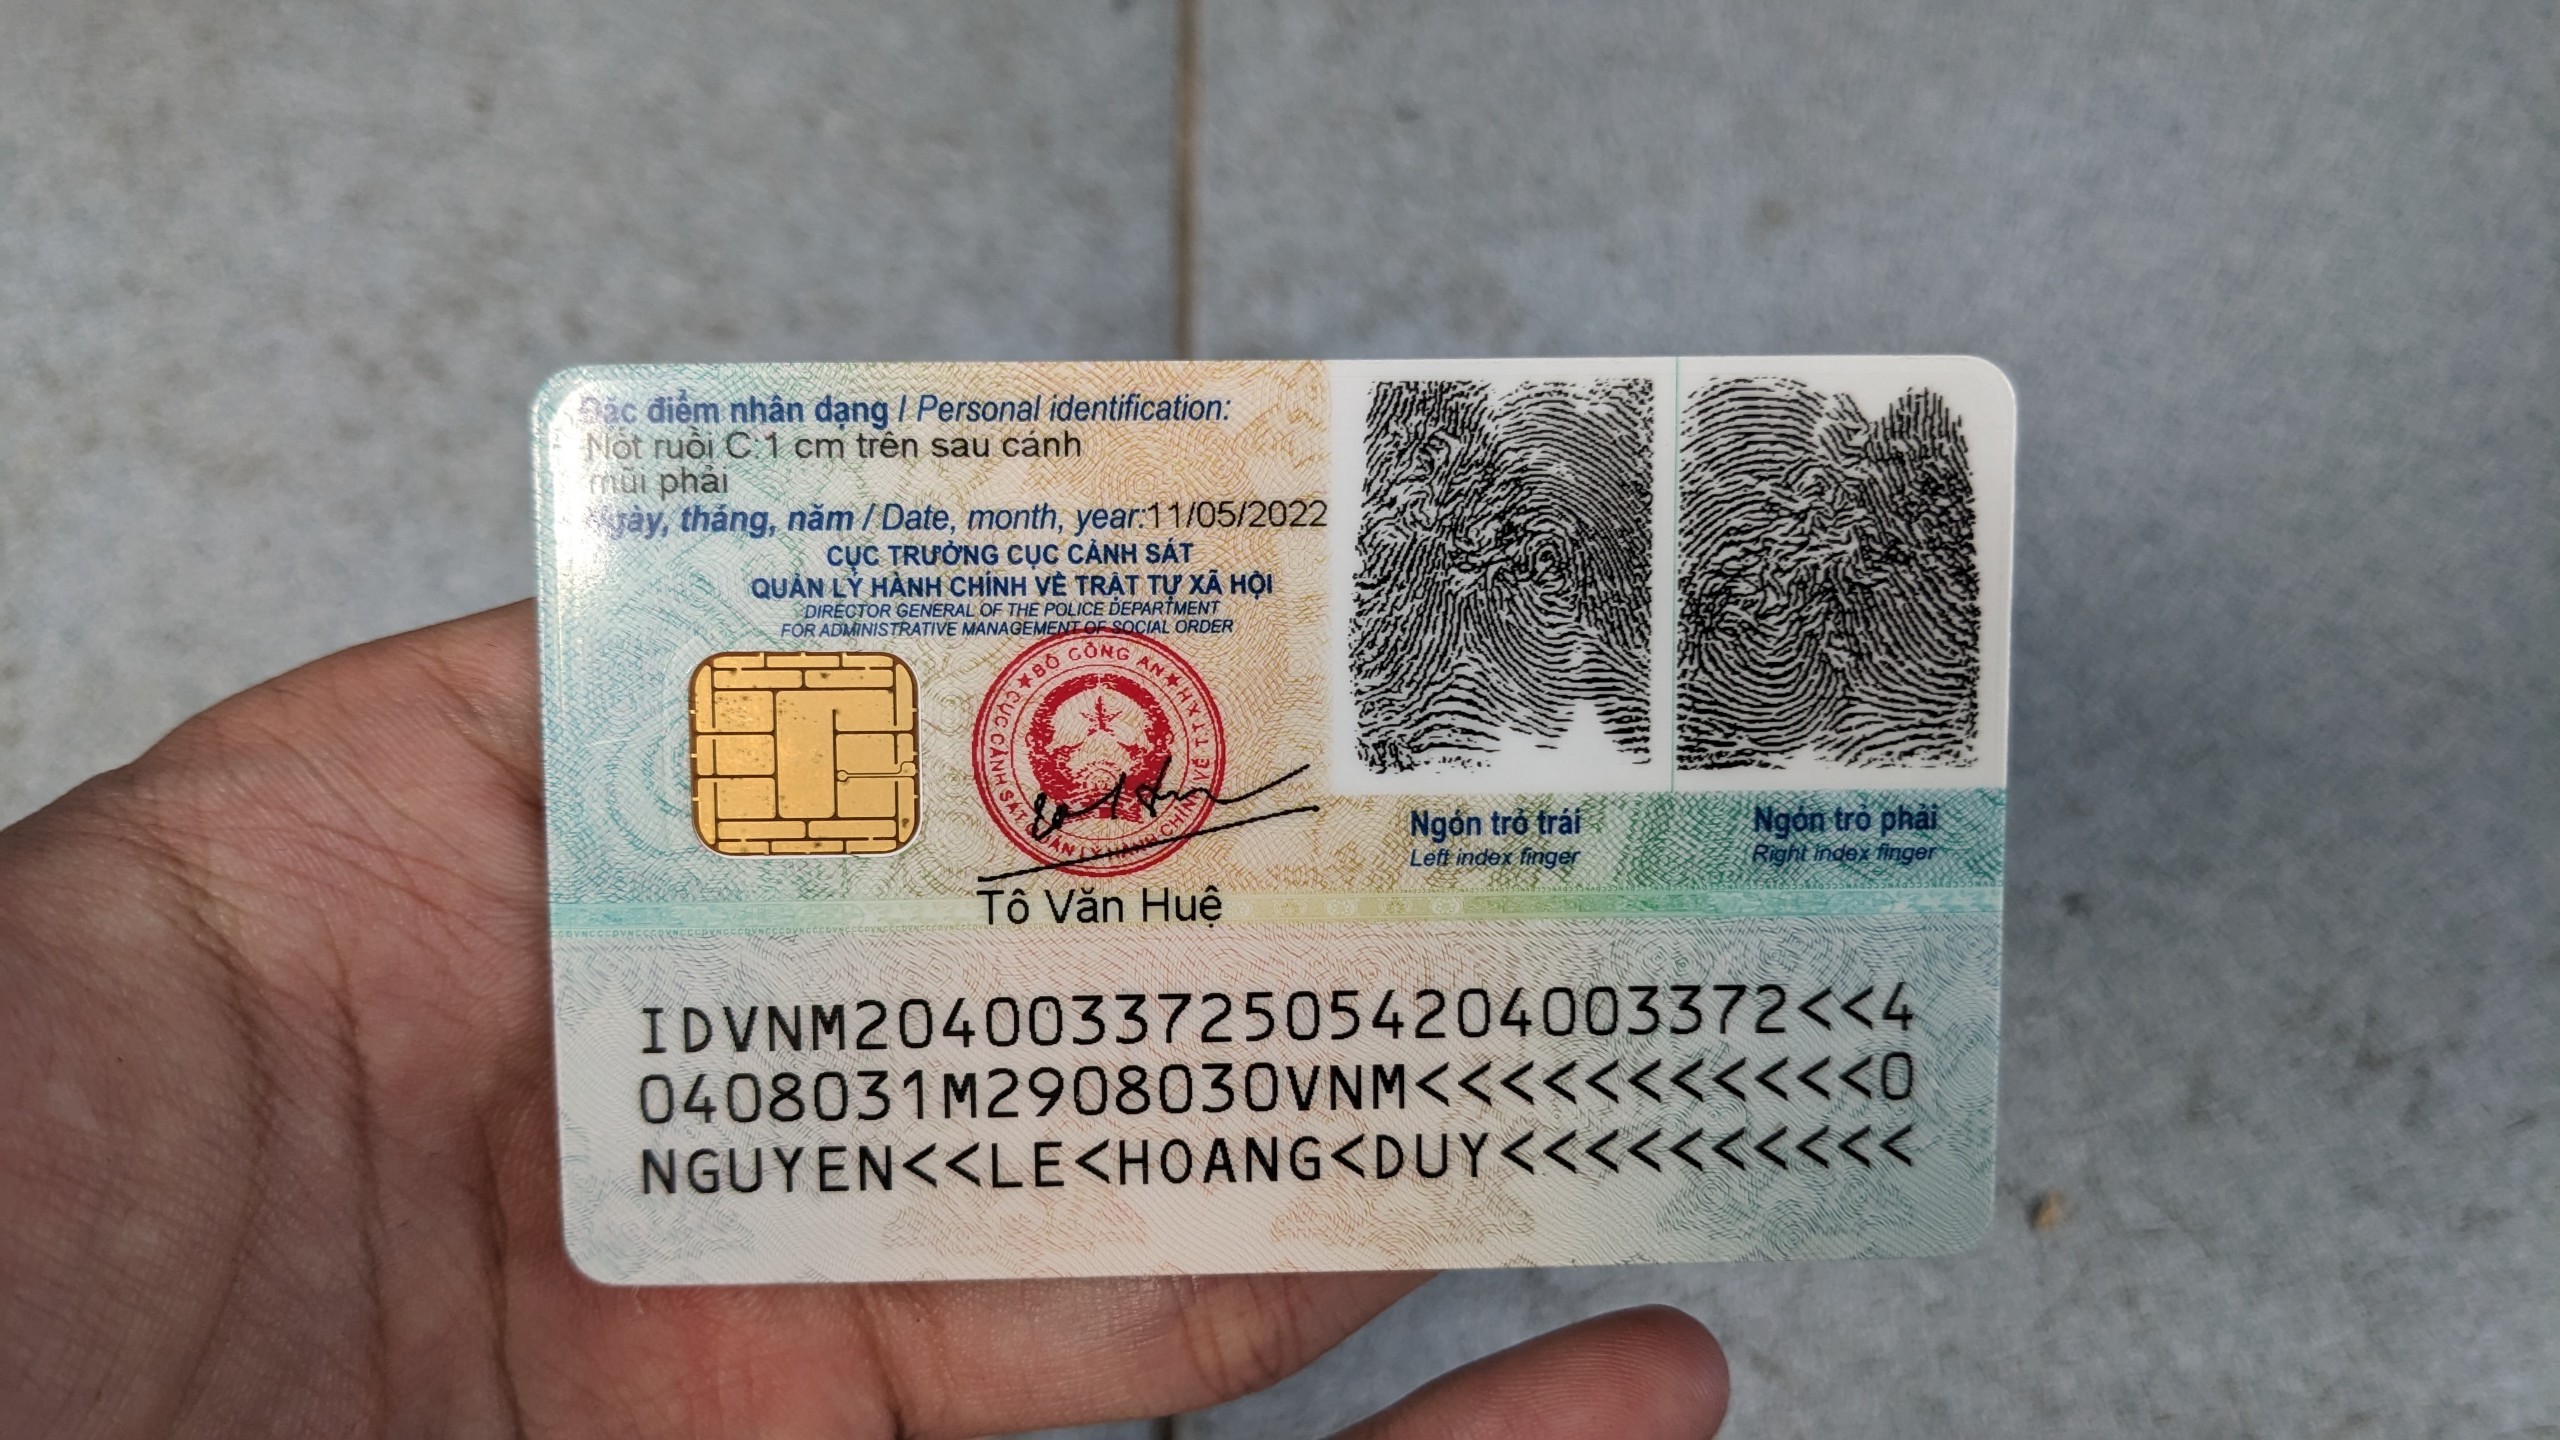 Đặc điểm nhân dạng / Personal identification:
Nốt ruồi C:1 cm trên sau cánh
mũi phải
Ngày, tháng, năm / Date, month, year:11/05/2022
CỤC TRƯỞNG CỤC CẢNH SÁT
QUẢN LÝ HÀNH CHÍNH VỀ TRẬT TỰ XÃ HỘI
DIRECTOR GENERAL OF THE POLICE DEPARTMENT
FOR ADMINISTRATIVE MANAGEMENT OF SOCIAL ORDER
BỘ CÔNG AN
CỤC CẢNH SÁT QUẢN LÝ HÀNH CHÍNH VỀ TTXH
Tô Văn Huệ
Ngón trỏ trái
Left index finger
Ngón trỏ phải
Right index finger
IDVNM2040033725054204003372<<4
0408031M2908030VNM<<<<<<<<<<<0
NGUYEN<<LE<HOANG<DUY<<<<<<<<<<